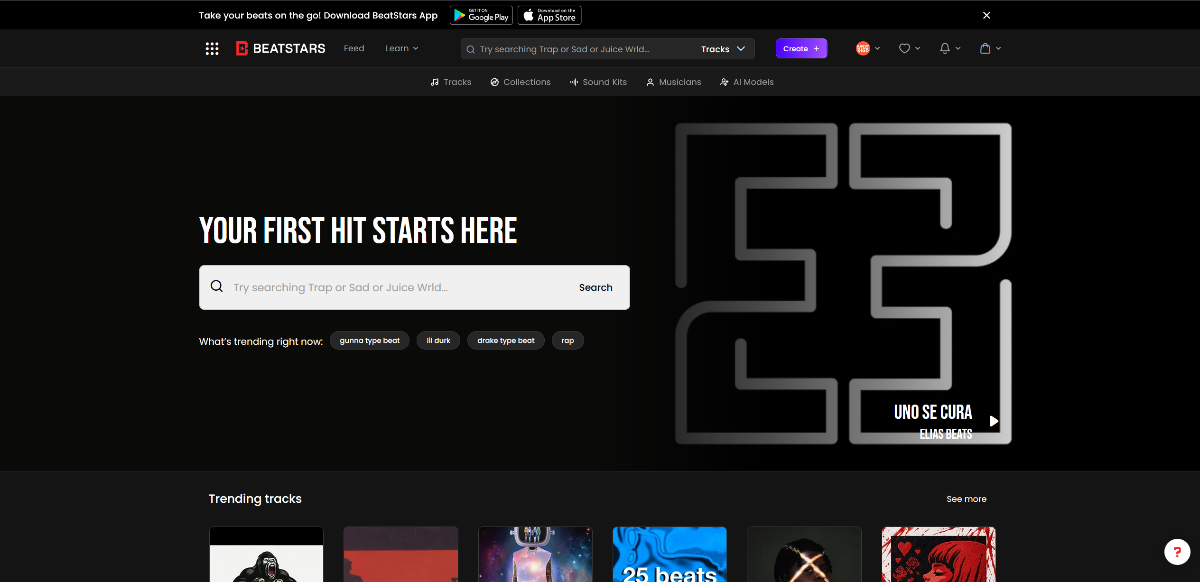 Take your beats on the go! Download BeatStars App
GET IT ON
Google Play
Download on the
App Store
BEATSTARS
Feed
Learn
Try searching Trap or Sad or Juice Wrld...
Tracks
Create +
Tracks
Collections
Sound Kits
Musicians
AI Models
YOUR FIRST HIT STARTS HERE
Try searching Trap or Sad or Juice Wrld...
Search
What's trending right now:
gunna type beat
lil durk
drake type beat
rap
UNO SE CURA
ELIAS BEATS
Trending tracks
See more
25 beats
?